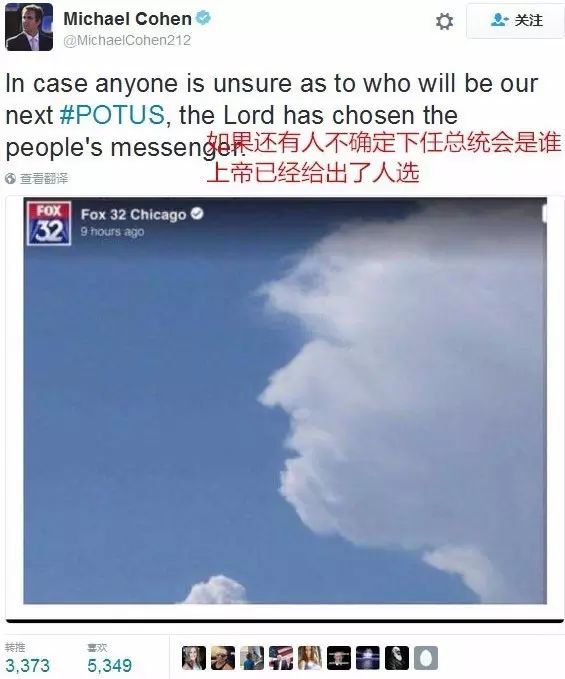 Michael Cohen
@MichaelCohen212
关注
In case anyone is unsure as to who will be our
next #POTUS, the Lord has chosen the
people's messenger.
如果还有人不确定下任总统会是谁
上帝已经给出了人选
查看翻译
FOX
32
Fox 32 Chicago
9 hours ago
转推
喜欢
3,373
5,349